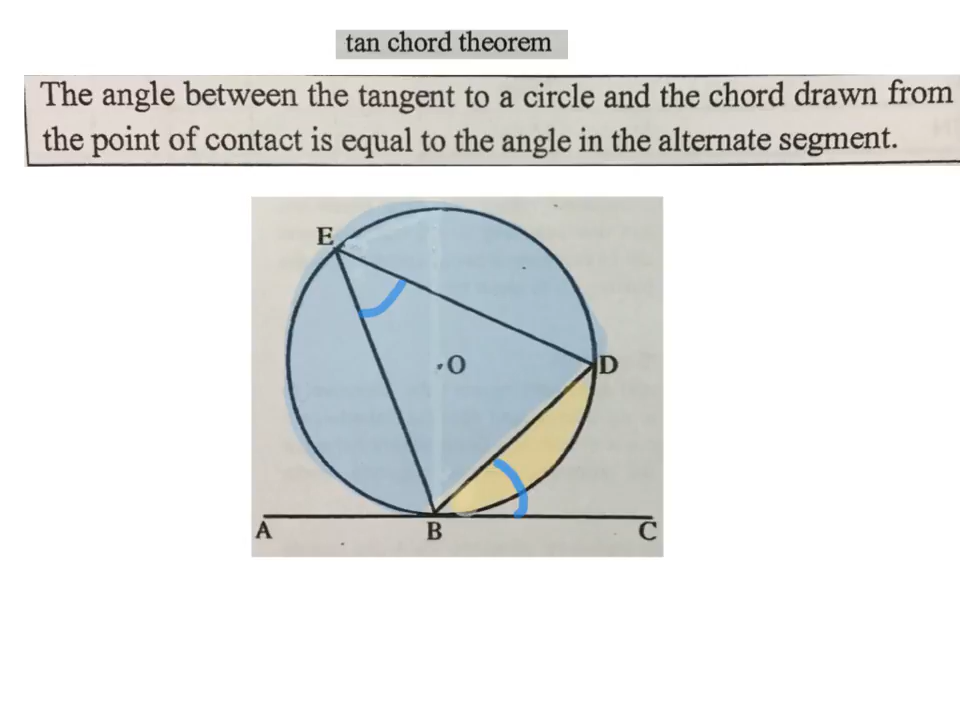 tan chord theorem
The angle between the tangent to a circle and the chord drawn from
the point of contact is equal to the angle in the alternate segment.
E
O
D
A
B
C